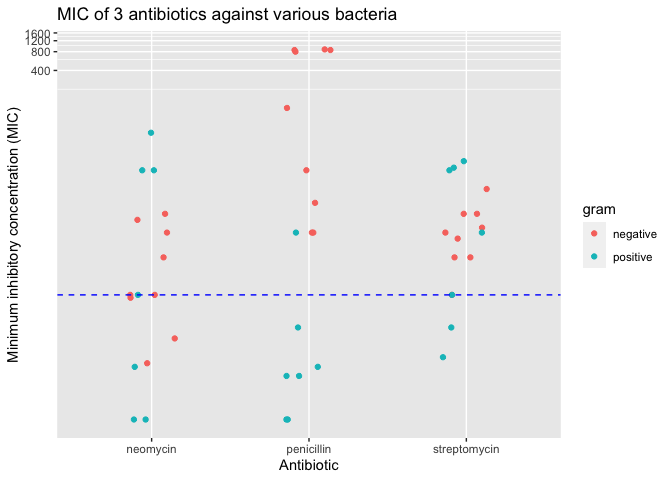 MIC of 3 antibiotics against various bacteria
1600
1200
800
400
Minimum inhibitory concentration (MIC)
neomycin penicillin streptomycin
Antibiotic
gram
negative
positive